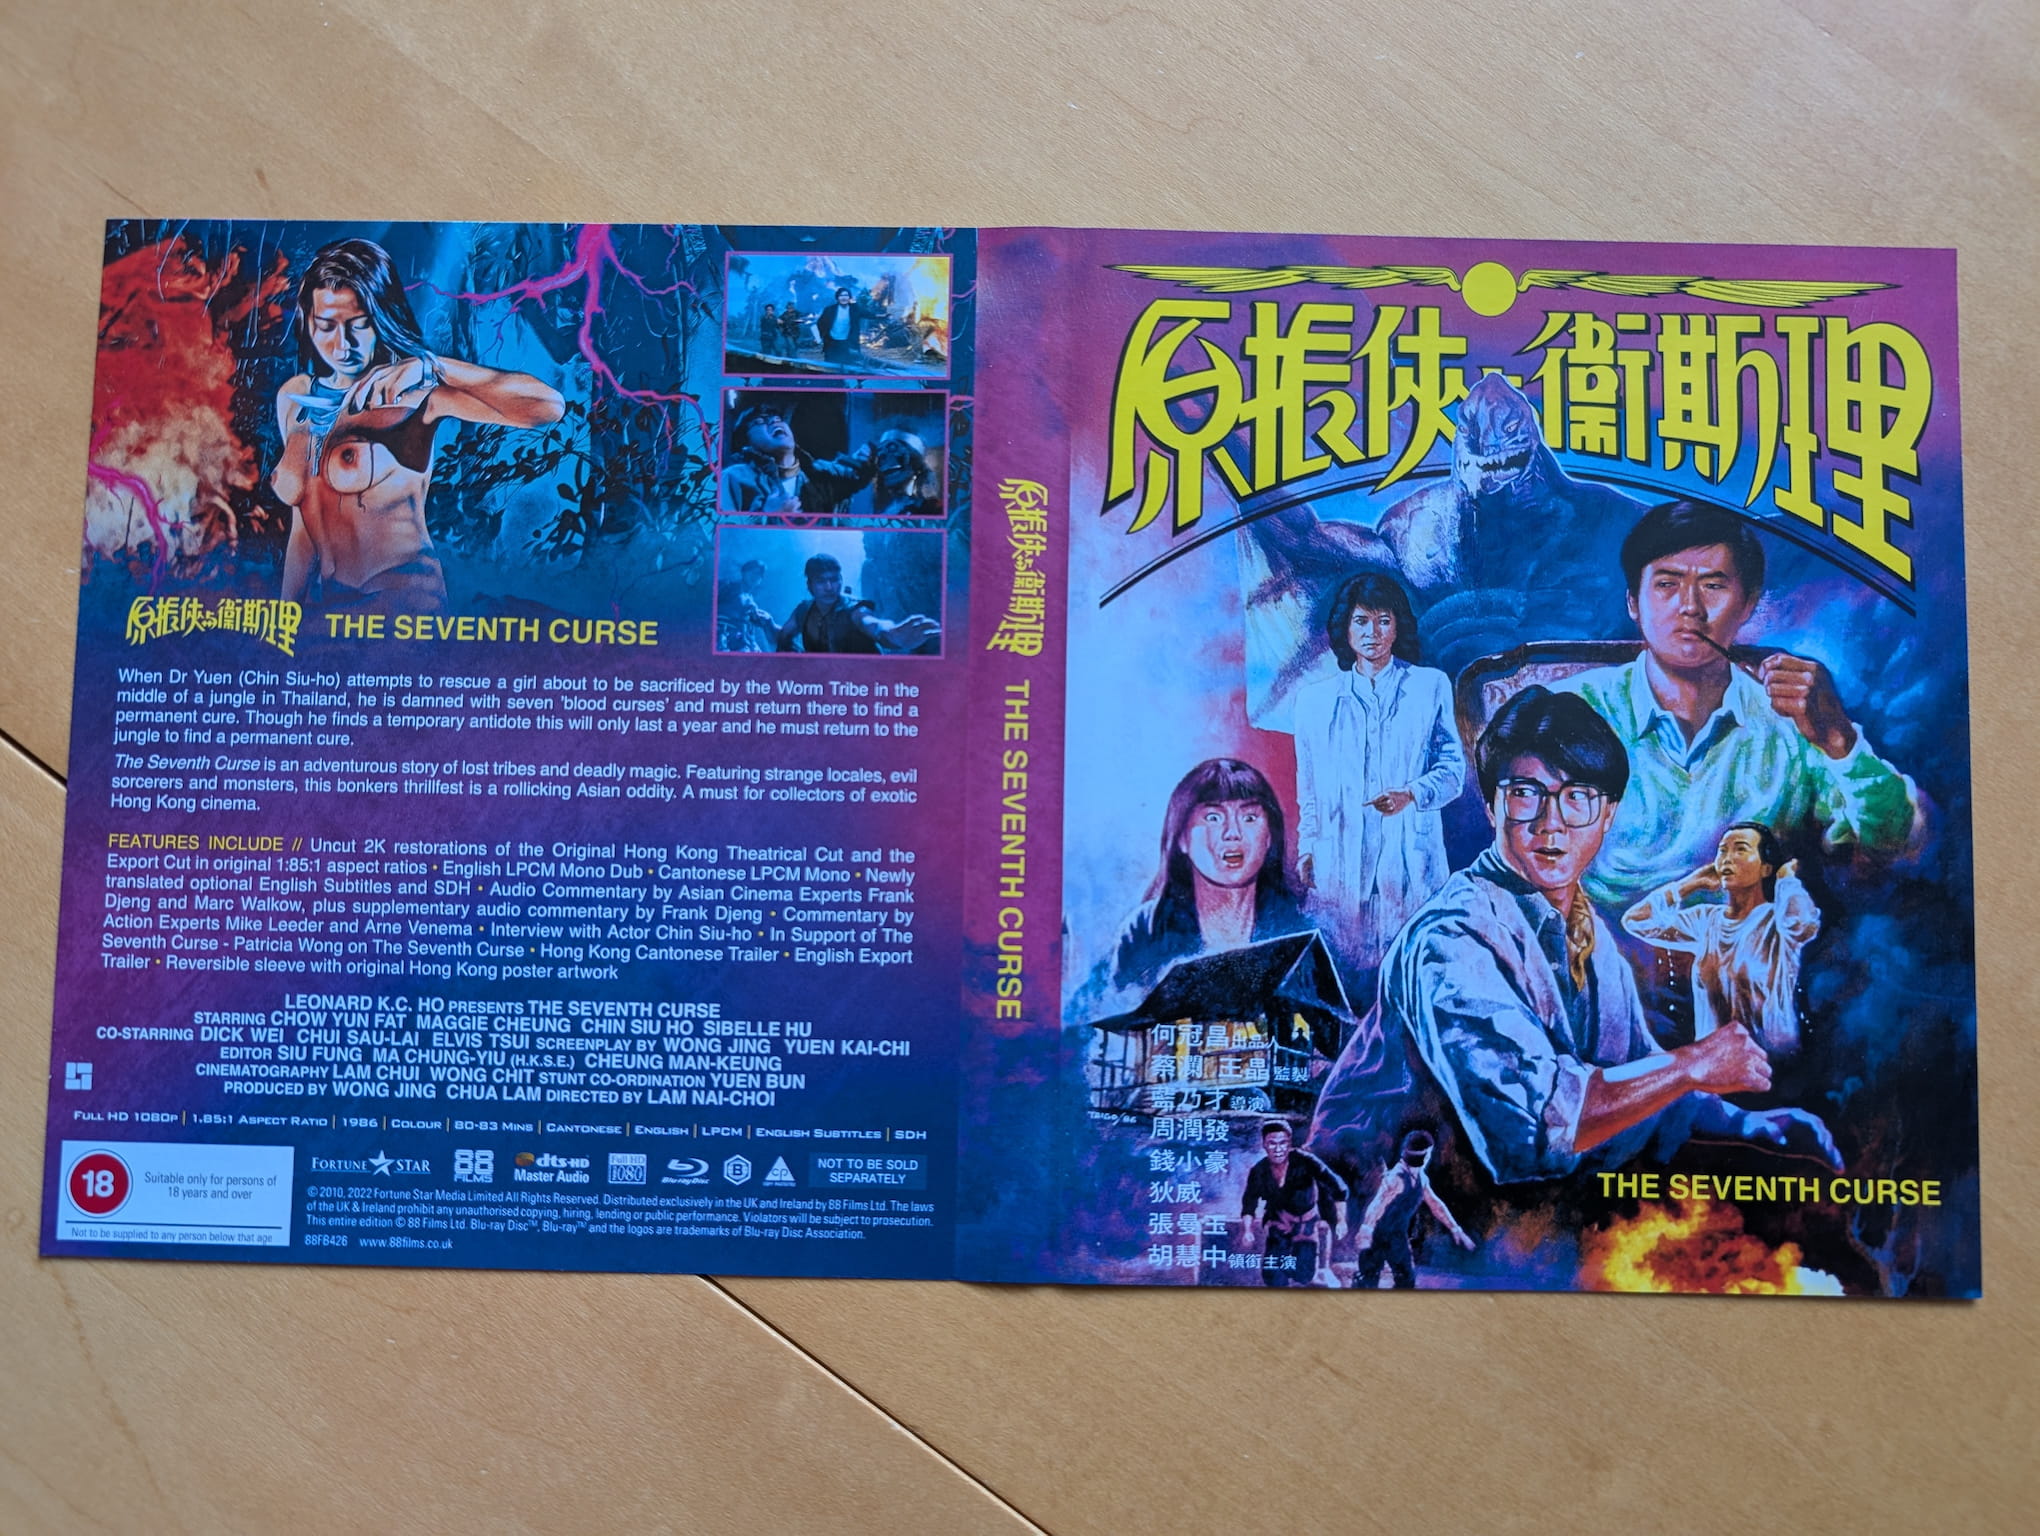 原振俠与衞斯理 THE SEVENTH CURSE
When Dr Yuen (Chin Siu-ho) attempts to rescue a girl about to be sacrificed by the Worm Tribe in the
middle of a jungle in Thailand, he is damned with seven 'blood curses' and must return there to find a
permanent cure. Though he finds a temporary antidote this will only last a year and he must return to the
jungle to find a permanent cure.
The Seventh Curse is an adventurous story of lost tribes and deadly magic. Featuring strange locales, evil
sorcerers and monsters, this bonkers thrillfest is a rollicking Asian oddity. A must for collectors of exotic
Hong Kong cinema.
FEATURES INCLUDE // Uncut 2K restorations of the Original Hong Kong Theatrical Cut and the
Export Cut in original 1:85:1 aspect ratios • English LPCM Mono Dub • Cantonese LPCM Mono • Newly
translated optional English Subtitles and SDH • Audio Commentary by Asian Cinema Experts Frank
Djeng and Marc Walkow, plus supplementary audio commentary by Frank Djeng • Commentary by
Action Experts Mike Leeder and Arne Venema • Interview with Actor Chin Siu-ho • In Support of The
Seventh Curse - Patricia Wong on The Seventh Curse • Hong Kong Cantonese Trailer • English Export
Trailer • Reversible sleeve with original Hong Kong poster artwork
LEONARD K.C. HO PRESENTS THE SEVENTH CURSE
STARRING CHOW YUN FAT MAGGIE CHEUNG CHIN SIU HO SIBELLE HU
CO-STARRING DICK WEI CHUI SAU-LAI ELVIS TSUI SCREENPLAY BY WONG JING YUEN KAI-CHI
EDITOR SIU FUNG MA CHUNG-YIU (H.K.S.E.) CHEUNG MAN-KEUNG
CINEMATOGRAPHY LAM CHUI WONG CHIT STUNT CO-ORDINATION YUEN BUN
PRODUCED BY WONG JING CHUA LAM DIRECTED BY LAM NAI-CHOI
FULL HD 1080P | 1.85:1 ASPECT RATIO | 1986 | COLOUR | 80-83 MINS | CANTONESE | ENGLISH | LPCM | ENGLISH SUBTITLES | SDH
18
Suitable only for persons of
18 years and over
Not to be supplied to any person below that age
FORTUNE STAR
88
FILMS
dts-HD
Master Audio
Full HD
1080
Blu-ray Disc
B
CP
NOT TO BE SOLD
SEPARATELY
© 2010, 2022 Fortune Star Media Limited All Rights Reserved. Distributed exclusively in the UK and Ireland by 88 Films Ltd. The laws
of the UK & Ireland prohibit any unauthorised copying, hiring, lending or public performance. Violators will be subject to prosecution.
This entire edition © 88 Films Ltd. Blu-ray Disc™, Blu-ray™ and the logos are trademarks of Blu-ray Disc Association.
88FB426 www.88films.co.uk
原振俠与衞斯理 THE SEVENTH CURSE
原振俠与衞斯理
何冠昌出品人
蔡瀾 王晶監製
藍乃才導演
周潤發
錢小豪
狄威
張曼玉
胡慧中領銜主演
TAIGO/86
THE SEVENTH CURSE